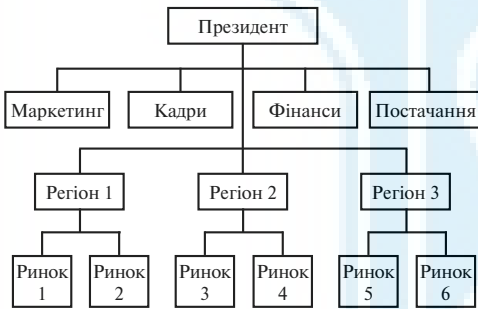 Президент
Маркетинг Кадри Фінанси Постачання
Регіон 1 Регіон 2 Регіон 3
Ринок Ринок Ринок Ринок Ринок Ринок
1 2 3 4 5 6